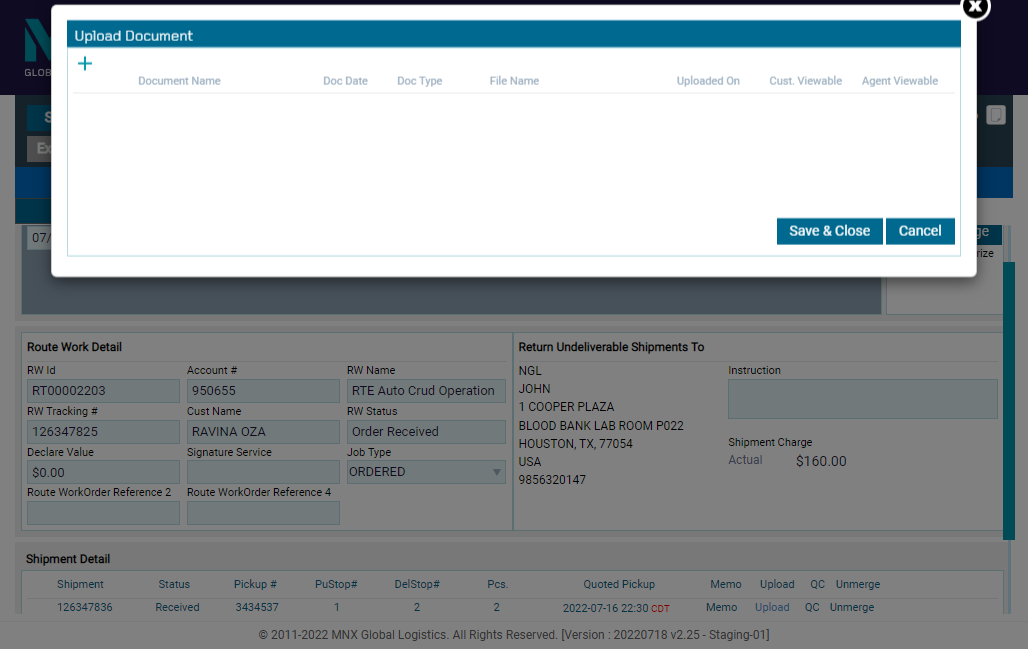 X
Upload Document
+
Document Name Doc Date Doc Type File Name Uploaded On Cust. Viewable Agent Viewable
Save & Close Cancel
GLOB
S
Ex
07/
ge
rize
Route Work Detail
RW Id Account # RW Name
RT00002203 950655 RTE Auto Crud Operation
RW Tracking # Cust Name RW Status
126347825 RAVINA OZA Order Received
Declare Value Signature Service Job Type
$0.00 ORDERED
Route WorkOrder Reference 2 Route WorkOrder Reference 4
Return Undeliverable Shipments To
NGL
JOHN
1 COOPER PLAZA
BLOOD BANK LAB ROOM P022
HOUSTON, TX, 77054
USA
9856320147
Instruction
Shipment Charge
Actual $160.00
Shipment Detail
Shipment Status Pickup # PuStop# DelStop# Pcs. Quoted Pickup Memo Upload QC Unmerge
126347836 Received 3434537 1 2 2 2022-07-16 22:30 CDT Memo Upload QC Unmerge
© 2011-2022 MNX Global Logistics. All Rights Reserved. [Version : 20220718 v2.25 - Staging-01]